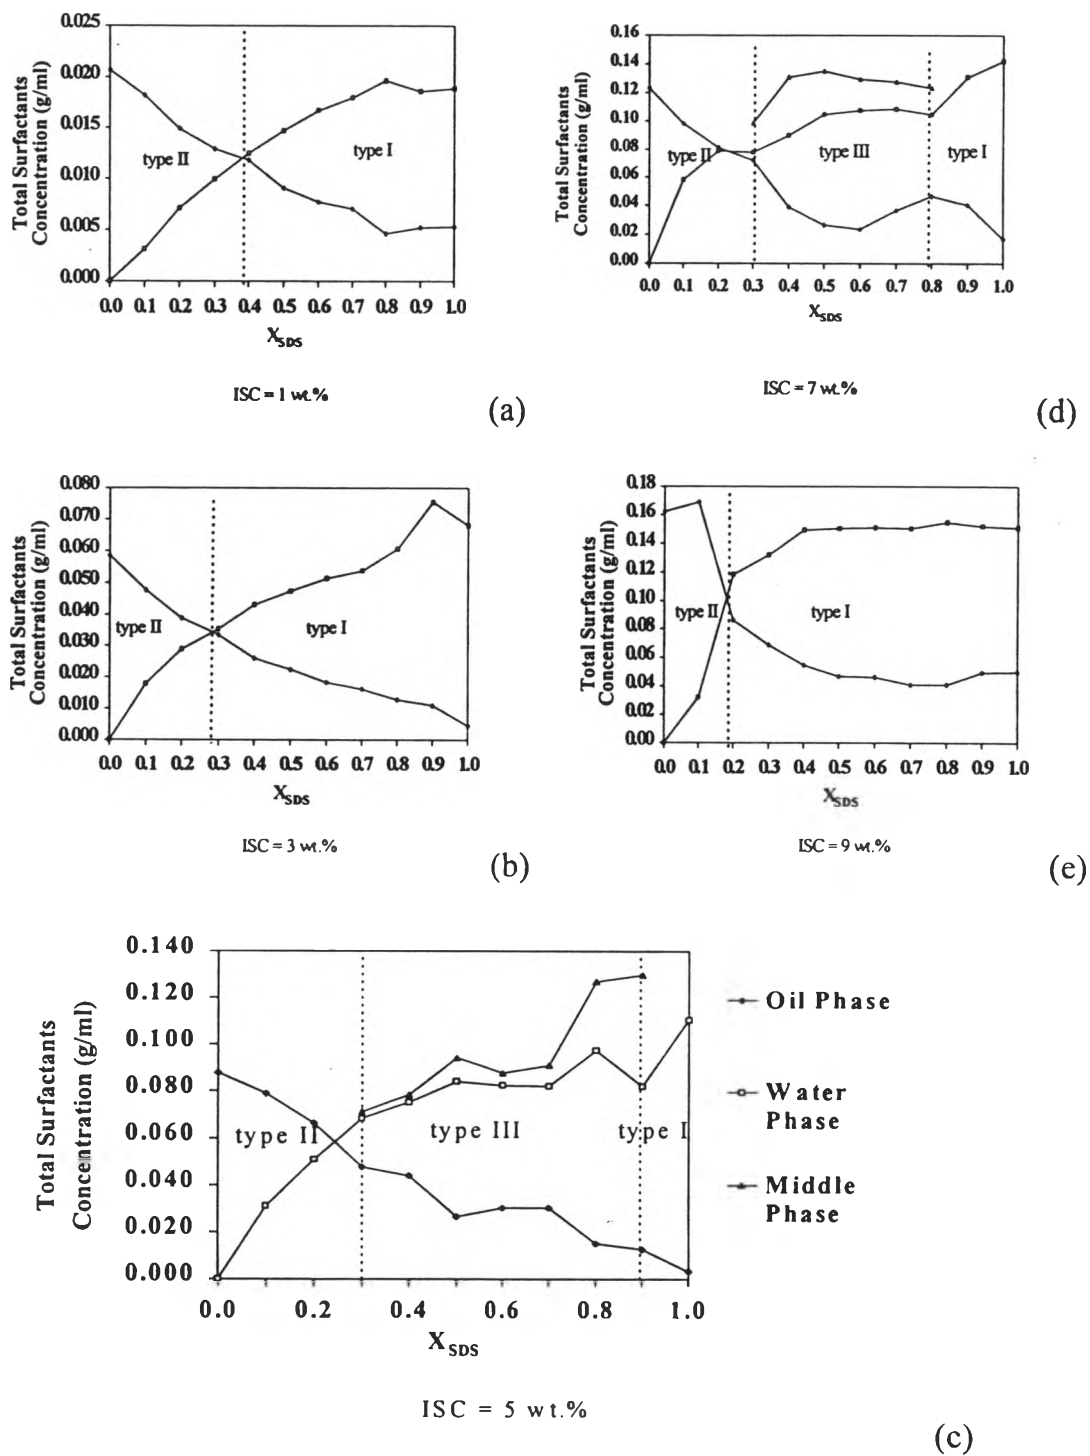 0.025
0.020
0.015
0.010
0.005
0.000
Total Surfactants
Concentration (g/ml)
type II
type I
0.0 0.1 0.2 0.3 0.4 0.5 0.6 0.7 0.8 0.9 1.0
XSDS
ISC = 1 wt.%
(a)
0.16
0.14
0.12
0.10
0.08
0.06
0.04
0.02
0.00
Total Surfactants
Concentration (g/ml)
type II
type III
type I
0.0 0.1 0.2 0.3 0.4 0.5 0.6 0.7 0.8 0.9 1.0
XSDS
ISC = 7 wt.%
(d)
0.080
0.070
0.060
0.050
0.040
0.030
0.020
0.010
0.000
Total Surfactants
Concentration (g/ml)
type II
type I
0.0 0.1 0.2 0.3 0.4 0.5 0.6 0.7 0.8 0.9 1.0
XSDS
ISC = 3 wt.%
(b)
0.18
0.16
0.14
0.12
0.10
0.08
0.06
0.04
0.02
0.00
Total Surfactants
Concentration (g/ml)
type II
type I
0.0 0.1 0.2 0.3 0.4 0.5 0.6 0.7 0.8 0.9 1.0
XSDS
ISC = 9 wt.%
(e)
0.140
0.120
0.100
0.080
0.060
0.040
0.020
0.000
Total Surfactants
Concentration (g/ml)
type II
type III
type I
0.0 0.2 0.4 0.6 0.8 1.0
XSDS
Oil Phase
Water
Phase
Middle
Phase
ISC = 5 wt.%
(c)